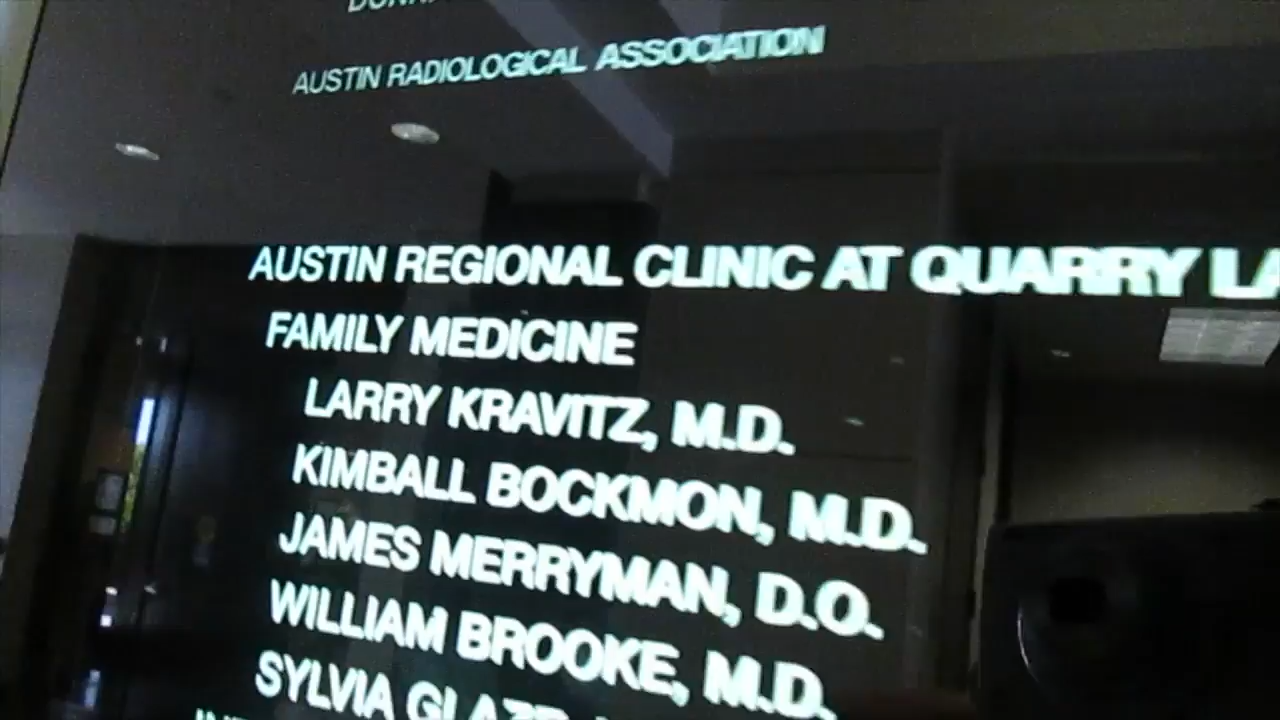 AUSTIN RADIOLOGICAL ASSOCIATION
AUSTIN REGIONAL CLINIC AT QUARRY
FAMILY MEDICINE
LARRY KRAVITZ, M.D.
KIMBALL BOCKMON, M.D.
JAMES MERRYMAN, D.O.
WILLIAM BROOKE, M.D.
SYLVIA